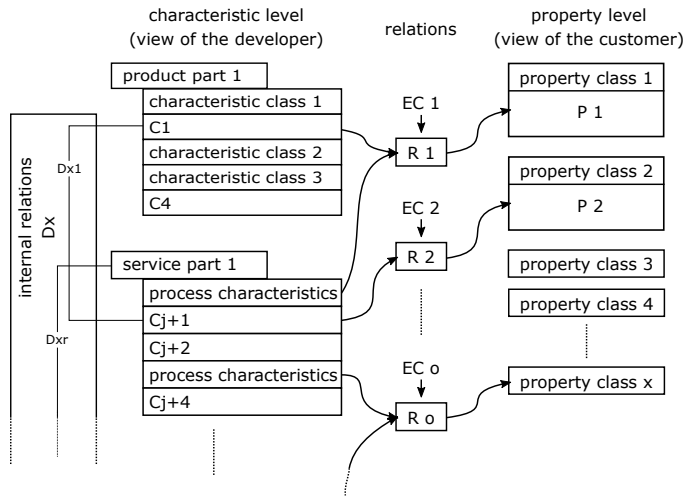 characteristic level
(view of the developer)
relations
property level
(view of the customer)
product part 1
characteristic class 1
C1
characteristic class 2
characteristic class 3
C4
internal relations
Dx
Dx1
Dxr
service part 1
process characteristics
Cj+1
Cj+2
process characteristics
Cj+4
EC 1
R 1
EC 2
R 2
EC o
R o
property class 1
P 1
property class 2
P 2
property class 3
property class 4
property class x